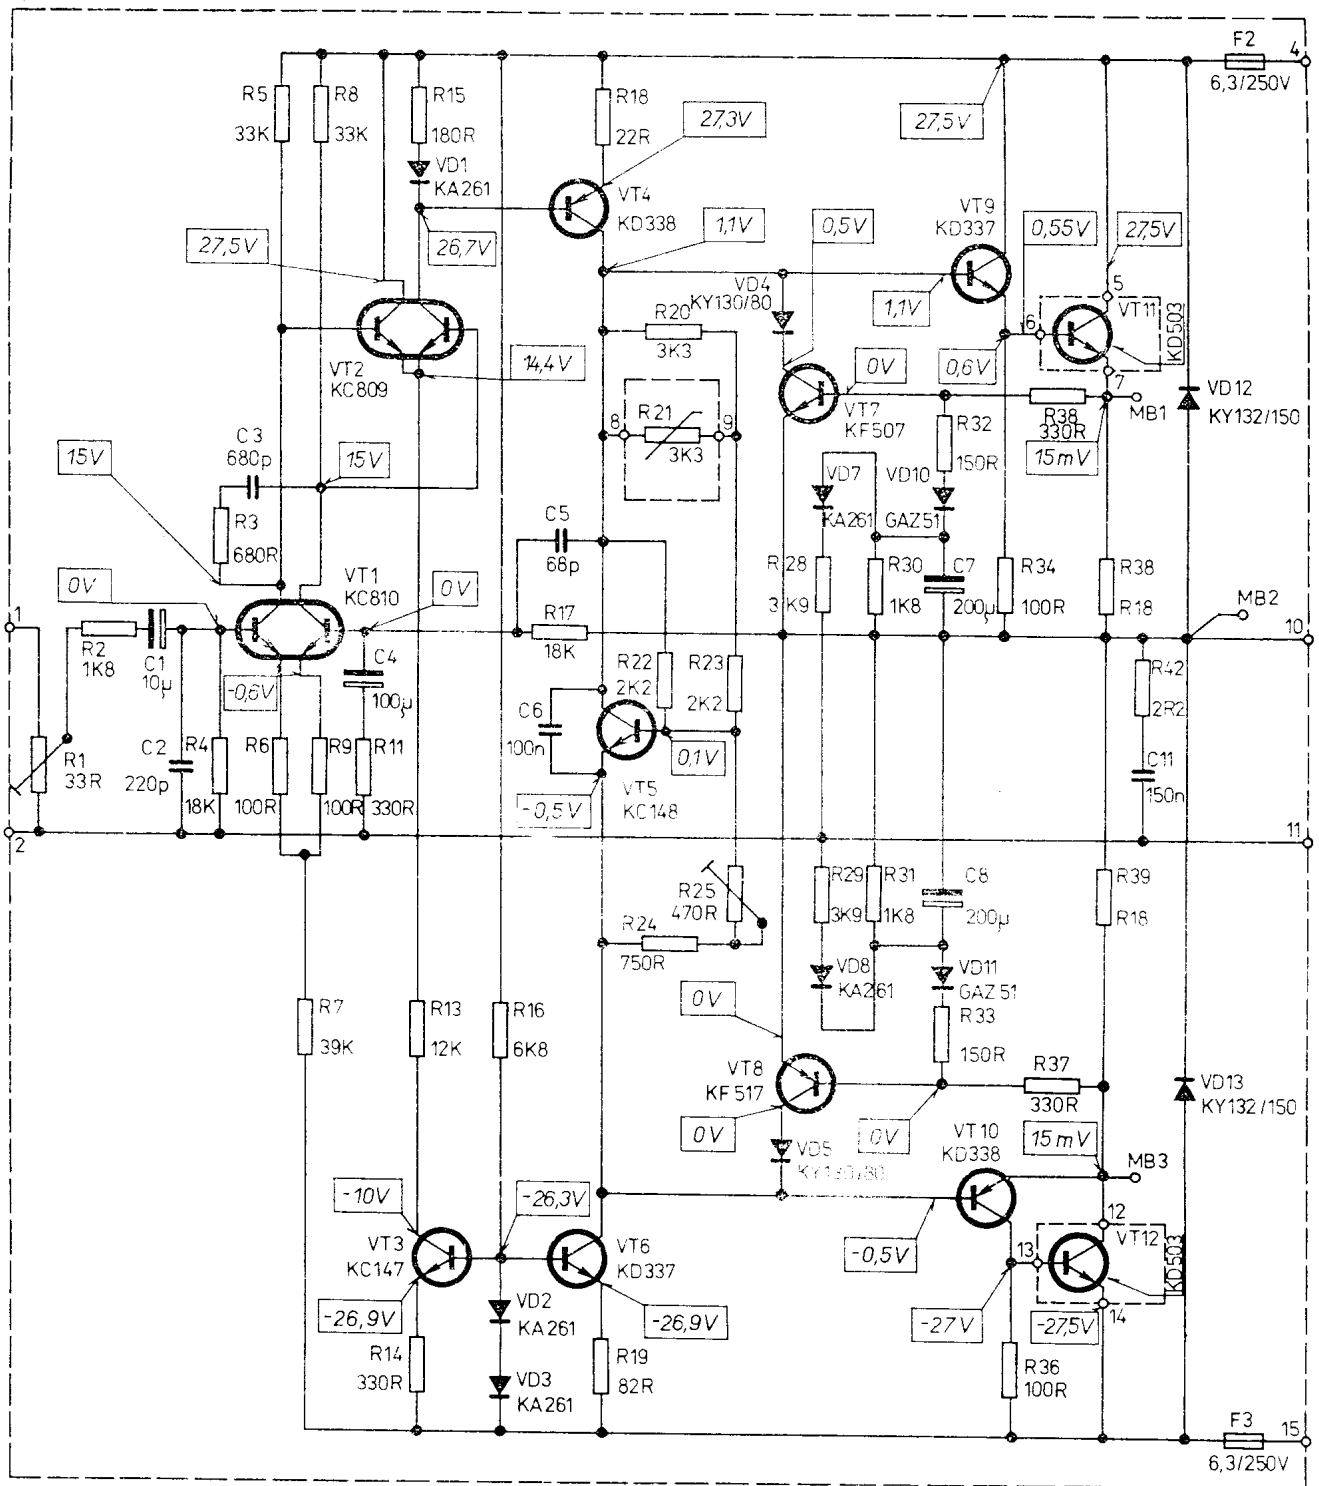 F2
4
6,3/250V
R5
33K
R8
33K
R15
180R
R18
22R
27,3V
27,5V
VD1
KA261
VT4
KD338
VT9
KD337
0,55V
27,5V
27,5V
26,7V
1,1V
0,5V
VD4
KY130/80
1,1V
5
6
VT11
KD503
7
VT2
KC809
14,4V
R20
3K3
0,6V
0V
VT7
KF507
R38
330R
MB1
VD12
KY132/150
8
R21
9
3K3
R32
150R
15mV
C3
680p
15V
15V
R3
680R
C5
68p
VD7
KA261
VD10
GAZ51
VT1
KC810
0V
0V
R28
3K9
R30
1K8
C7
200µ
R34
100R
R38
R18
MB2
1
R2
1K8
C1
10µ
C4
100µ
R17
18K
10
-0,6V
R22
2K2
R23
2K2
R42
2R2
R1
33R
C2
220p
R4
18K
R6
100R
R9
100R
R11
330R
C6
100n
0,1V
VT5
KC148
-0,5V
C11
150n
2
11
R25
470R
R29
3K9
R31
1K8
C8
200µ
R39
R18
R24
750R
VD8
KA261
VD11
GAZ51
0V
R7
39K
R13
12K
R16
6K8
R33
150R
VT8
KF517
R37
330R
VD13
KY132/150
0V
0V
VT10
KD338
15mV
VD5
KY130/80
MB3
-10V
-26,3V
12
VT3
KC147
VT6
KD337
-0,5V
13
VT12
KD503
-26,9V
VD2
KA261
-26,9V
-27V
-27,5V
14
R14
330R
VD3
KA261
R19
82R
R36
100R
F3
15
6,3/250V